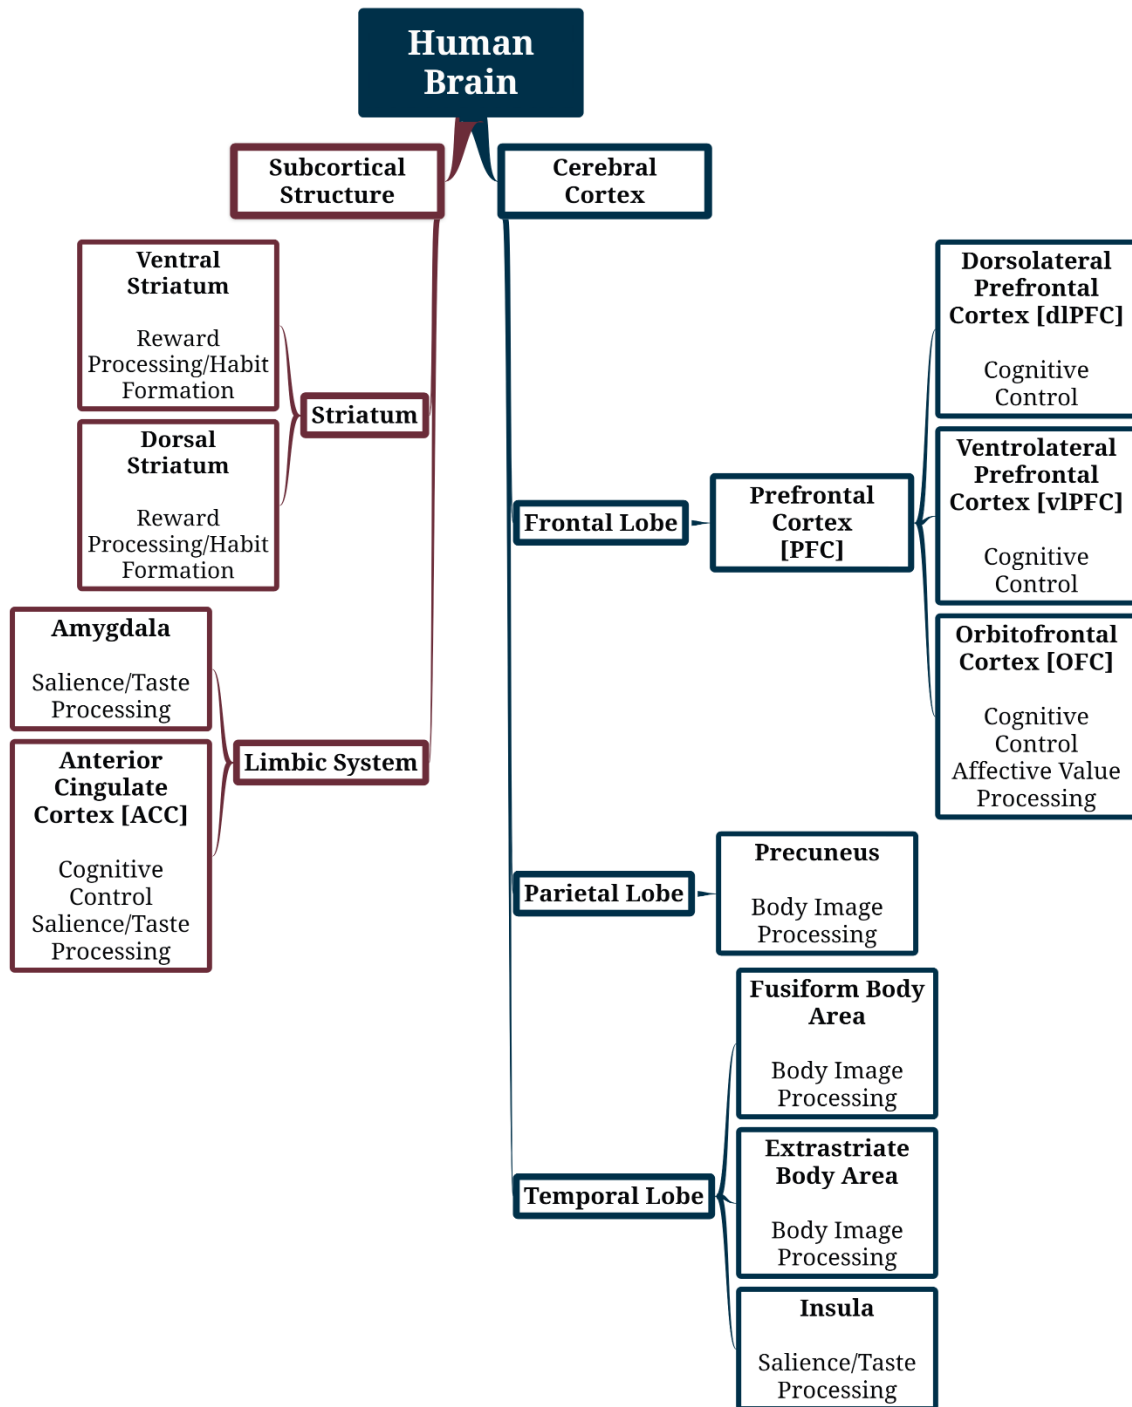 Human
Brain
Subcortical
Structure
Cerebral
Cortex
Ventral
Striatum
Reward
Processing/Habit
Formation
Striatum
Dorsal
Striatum
Reward
Processing/Habit
Formation
Amygdala
Salience/Taste
Processing
Limbic System
Anterior
Cingulate
Cortex [ACC]
Cognitive
Control
Salience/Taste
Processing
Frontal Lobe
Prefrontal
Cortex
[PFC]
Dorsolateral
Prefrontal
Cortex [dlPFC]
Cognitive
Control
Ventrolateral
Prefrontal
Cortex [vlPFC]
Cognitive
Control
Orbitofrontal
Cortex [OFC]
Cognitive
Control
Affective Value
Processing
Parietal Lobe
Precuneus
Body Image
Processing
Temporal Lobe
Fusiform Body
Area
Body Image
Processing
Extrastriate
Body Area
Body Image
Processing
Insula
Salience/Taste
Processing